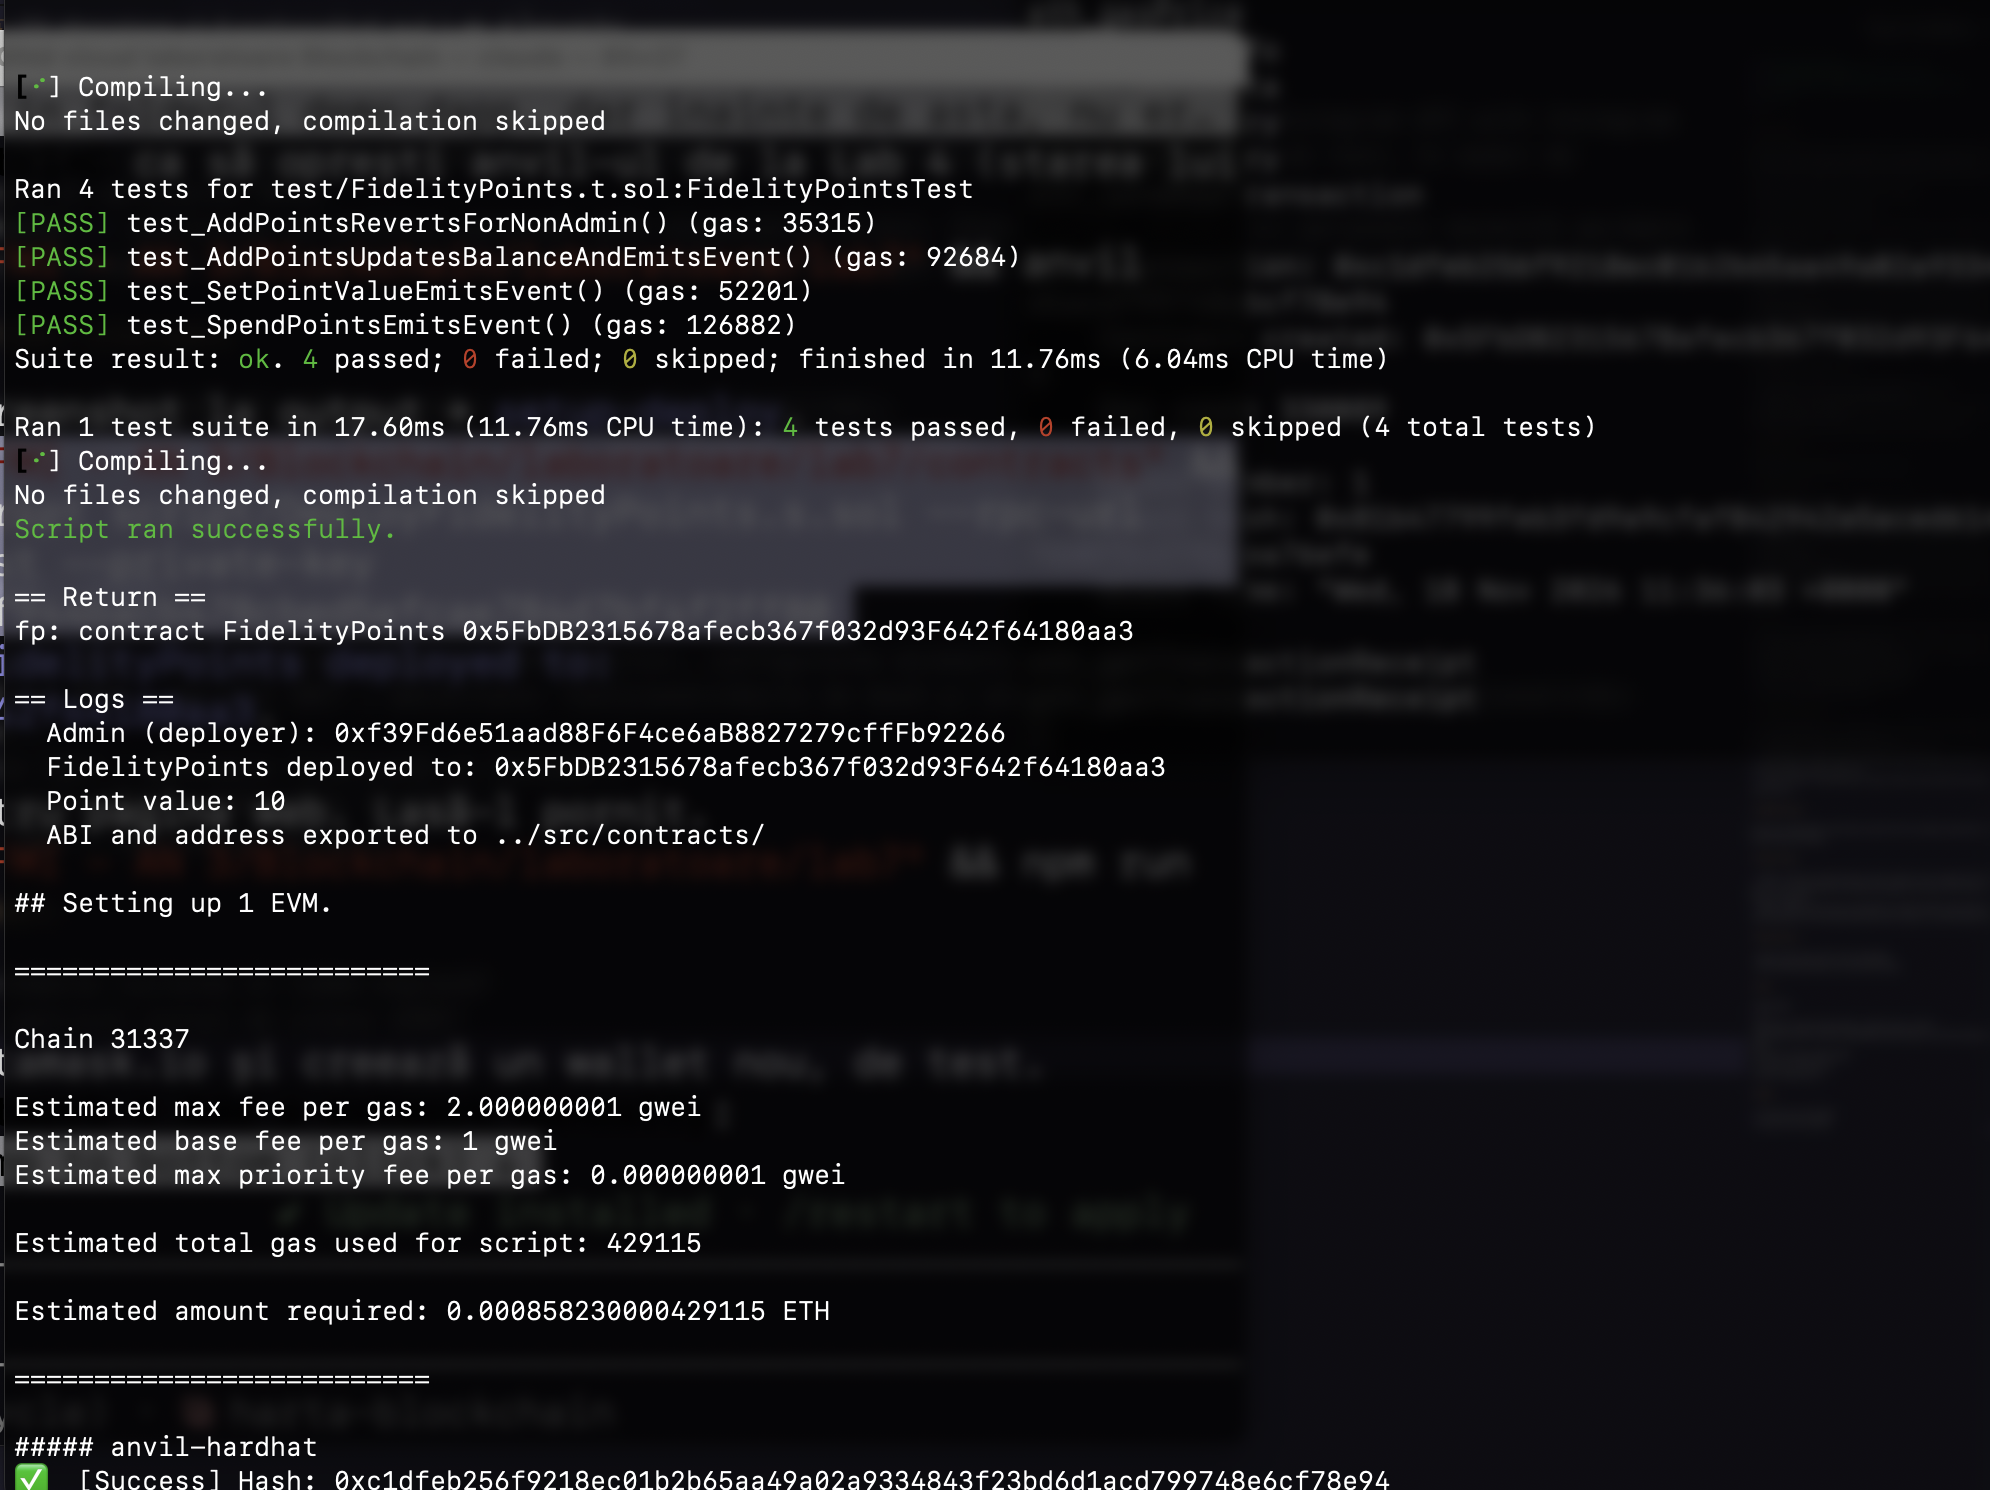 [⠊] Compiling...
No files changed, compilation skipped
Ran 4 tests for test/FidelityPoints.t.sol:FidelityPointsTest
[PASS] test_AddPointsRevertsForNonAdmin() (gas: 35315)
[PASS] test_AddPointsUpdatesBalanceAndEmitsEvent() (gas: 92684)
[PASS] test_SetPointValueEmitsEvent() (gas: 52201)
[PASS] test_SpendPointsEmitsEvent() (gas: 126882)
Suite result: ok. 4 passed; 0 failed; 0 skipped; finished in 11.76ms (6.04ms CPU time)
Ran 1 test suite in 17.60ms (11.76ms CPU time): 4 tests passed, 0 failed, 0 skipped (4 total tests)
[⠊] Compiling...
No files changed, compilation skipped
Script ran successfully.
== Return ==
fp: contract FidelityPoints 0x5FbDB2315678afecb367f032d93F642f64180aa3
== Logs ==
Admin (deployer): 0xf39Fd6e51aad88F6F4ce6aB8827279cffFb92266
FidelityPoints deployed to: 0x5FbDB2315678afecb367f032d93F642f64180aa3
Point value: 10
ABI and address exported to ../src/contracts/
## Setting up 1 EVM.
==========================
Chain 31337
Estimated max fee per gas: 2.000000001 gwei
Estimated base fee per gas: 1 gwei
Estimated max priority fee per gas: 0.000000001 gwei
Estimated total gas used for script: 429115
Estimated amount required: 0.000858230000429115 ETH
==========================
##### anvil-hardhat
✅ [Success] Hash: 0xc1dfeb256f9218ec01b2b65aa49a02a9334843f23bd6d1acd799748e6cf78e94